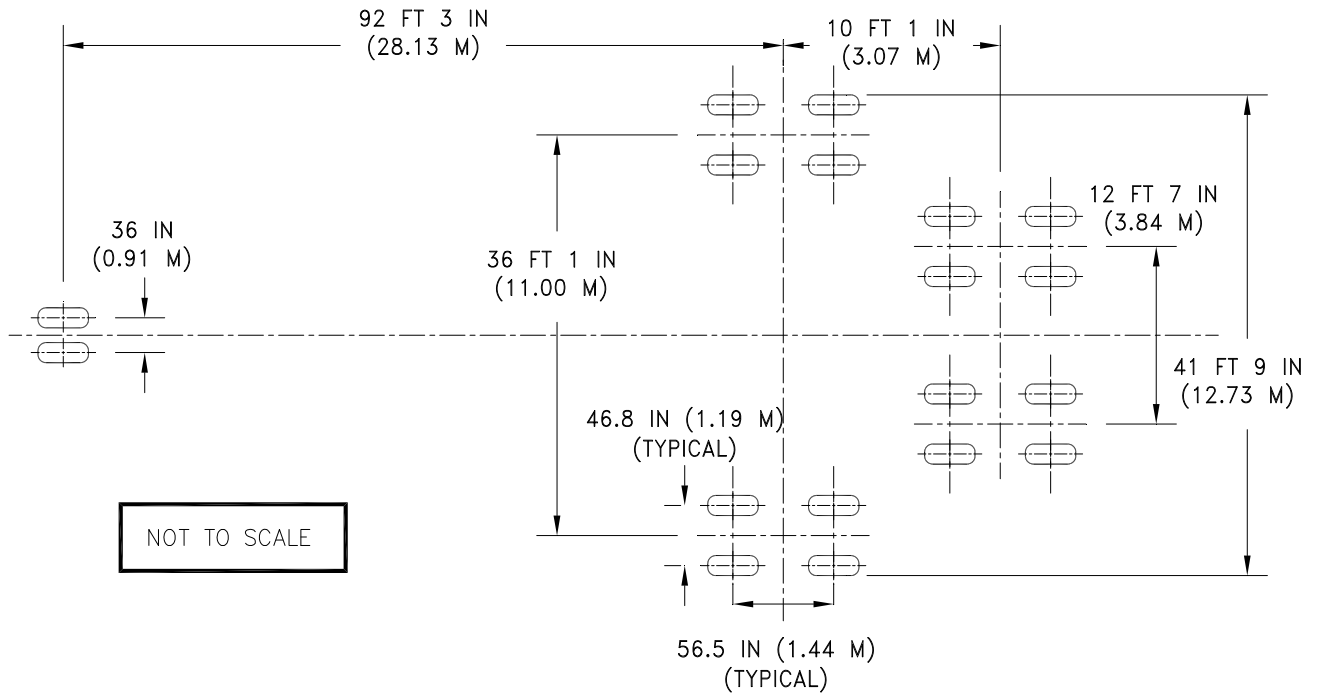 92 FT 3 IN
(28.13 M)
10 FT 1 IN
(3.07 M)
12 FT 7 IN
(3.84 M)
36 IN
(0.91 M)
36 FT 1 IN
(11.00 M)
41 FT 9 IN
(12.73 M)
46.8 IN (1.19 M)
(TYPICAL)
NOT TO SCALE
56.5 IN (1.44 M)
(TYPICAL)